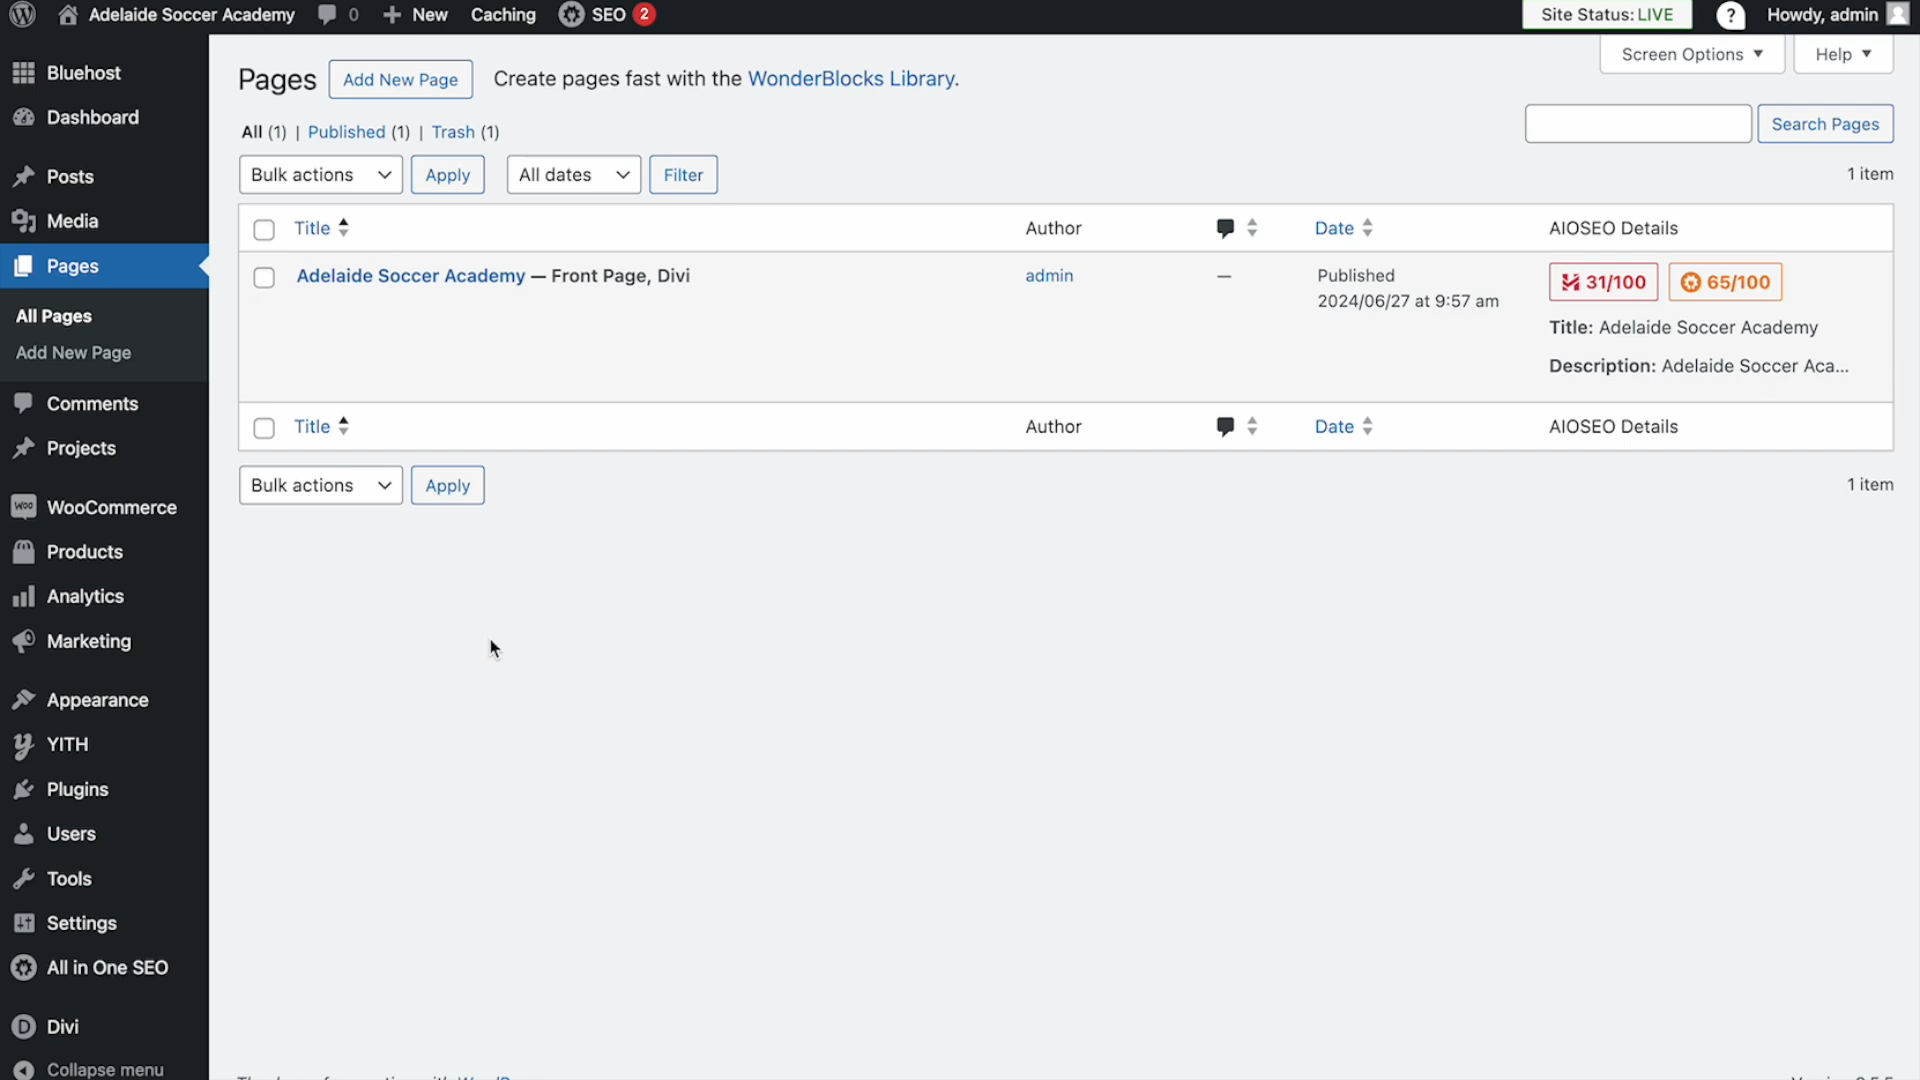 Adelaide Soccer Academy 0 New Caching SEO 2 Site Status: LIVE ? Howdy, admin
Screen Options Help
Bluehost
Dashboard
Posts
Media
Pages
All Pages
Add New Page
Comments
Projects
WooCommerce
Products
Analytics
Marketing
Appearance
YITH
Plugins
Users
Tools
Settings
All in One SEO
Divi
Collapse menu
Pages Add New Page Create pages fast with the WonderBlocks Library.
All (1) | Published (1) | Trash (1)
Search Pages
Bulk actions Apply All dates Filter 1 item
Title Author Date AIOSEO Details
Adelaide Soccer Academy — Front Page, Divi admin — Published 31/100 65/100
2024/06/27 at 9:57 am
Title: Adelaide Soccer Academy
Description: Adelaide Soccer Aca...
Title Author Date AIOSEO Details
Bulk actions Apply 1 item